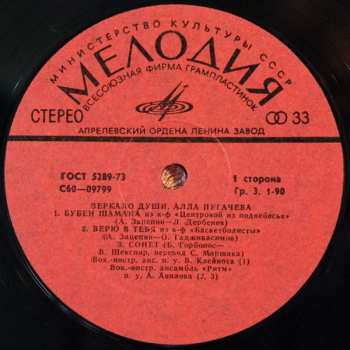 МИНИСТЕРСТВО КУЛЬТУРЫ СССР
МЕЛОДИЯ
ВСЕСОЮЗНАЯ ФИРМА ГРАМПЛАСТИНОК
СТЕРЕО
33
АПРЕЛЕВСКИЙ ОРДЕНА ЛЕНИНА ЗАВОД
ГОСТ 5289-73
С60—09799
1 сторона
Гр. 3. 1-90
ЗЕРКАЛО ДУШИ. АЛЛА ПУГАЧЕВА
1. БУБЕН ШАМАНА из к-ф «Центровой из поднебесья»
(А. Зацепин—Л. Дербенев)
2. ВЕРЮ В ТЕБЯ из к-ф «Баскетболисты»
(А. Зацепин—О. Гаджикасимов)
3. СОНЕТ (Б. Горбонос—
В. Шекспир, перевод С. Маршака)
Вок.-инстр. анс. п/у В. Клейнота (1)
Вок.-инстр. ансамбль «Ритм»
п/у А. Авилова (2, 3)